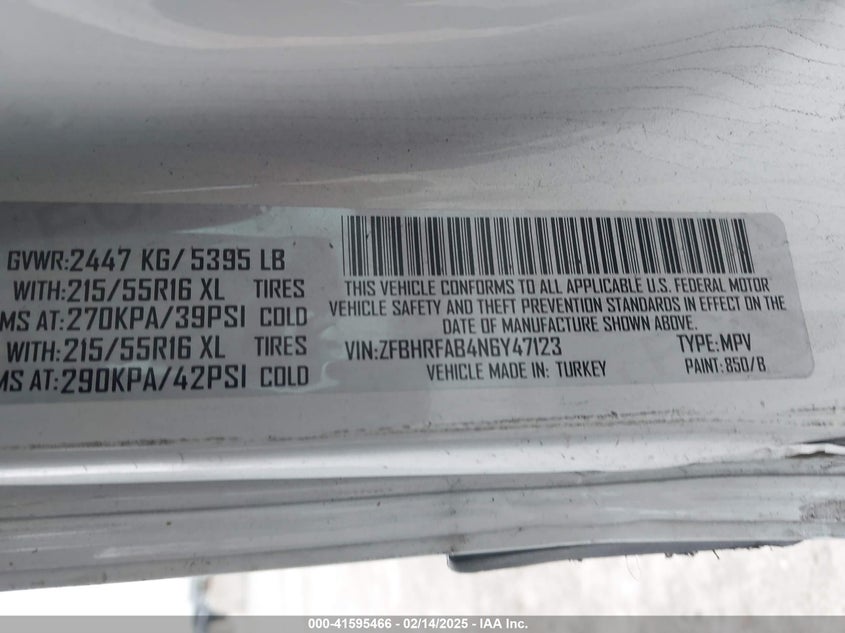 GVWR:2447 KG/5395 LB
WITH:215/55R16 XL TIRES
MS AT:270KPA/39PSI COLD
WITH:215/55R16 XL TIRES
MS AT:290KPA/42PSI COLD
THIS VEHICLE CONFORMS TO ALL APPLICABLE U.S. FEDERAL MOTOR
VEHICLE SAFETY AND THEFT PREVENTION STANDARDS IN EFFECT ON THE
DATE OF MANUFACTURE SHOWN ABOVE.
VIN:ZFBHRFAB4N6Y47123 TYPE:MPV
VEHICLE MADE IN: TURKEY PAINT:850/B
000-41595466 - 02/14/2025 - IAA Inc.